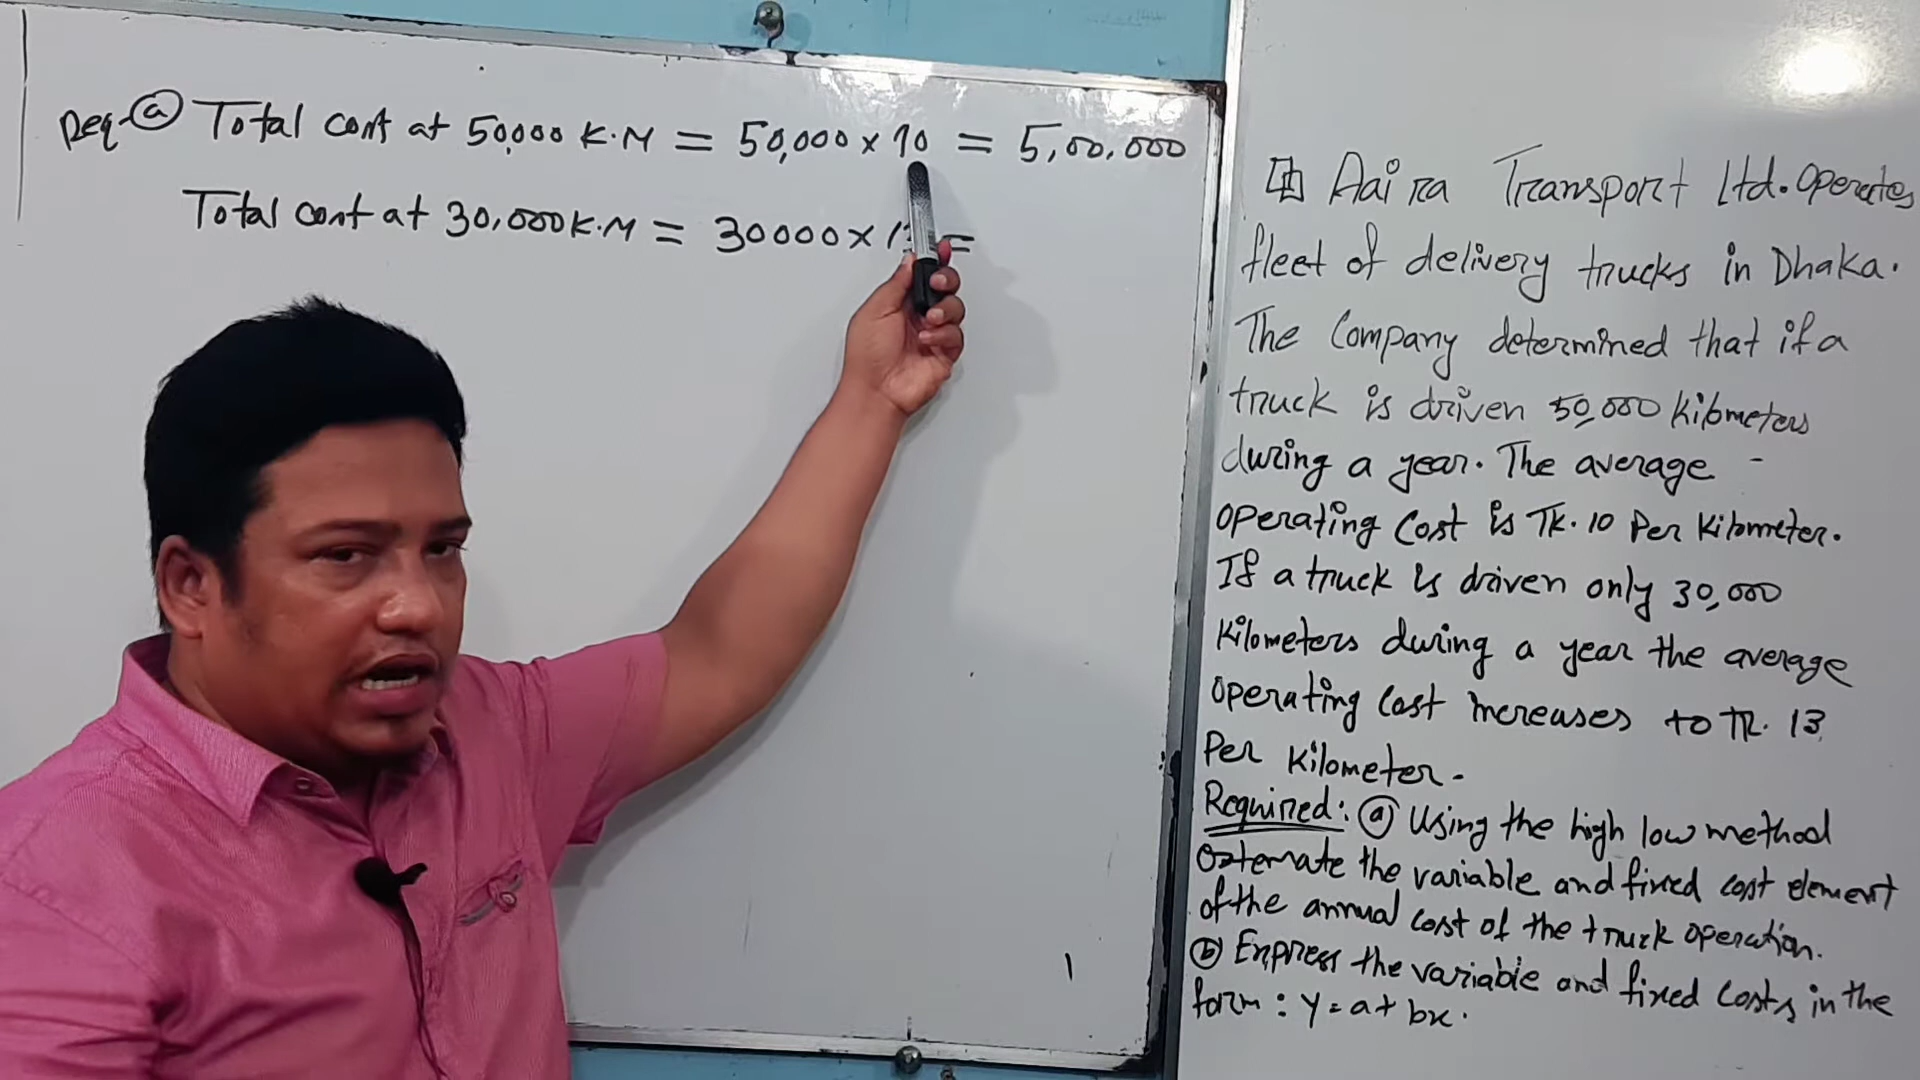 Req-ⓐ Total cost at 50,000 K.M = 50,000 × 10 = 5,00,000
Total cost at 30,000 K.M = 30000 × 13 =
Aaira Transport Ltd. Operates
fleet of delivery trucks in Dhaka.
The Company determined that if a
truck is driven 50,000 kilometers
during a year. The average -
operating cost is Tk. 10 Per Kilometer.
If a truck is driven only 30,000
Kilometers during a year the average
operating cost increases to TK. 13
Per Kilometer -
Required: ⓐ Using the high low method
the variable and fixed cost element
of the annual cost of the truck operation.
ⓑ Express the variable and fixed costs in the
form: Y = a + bx.